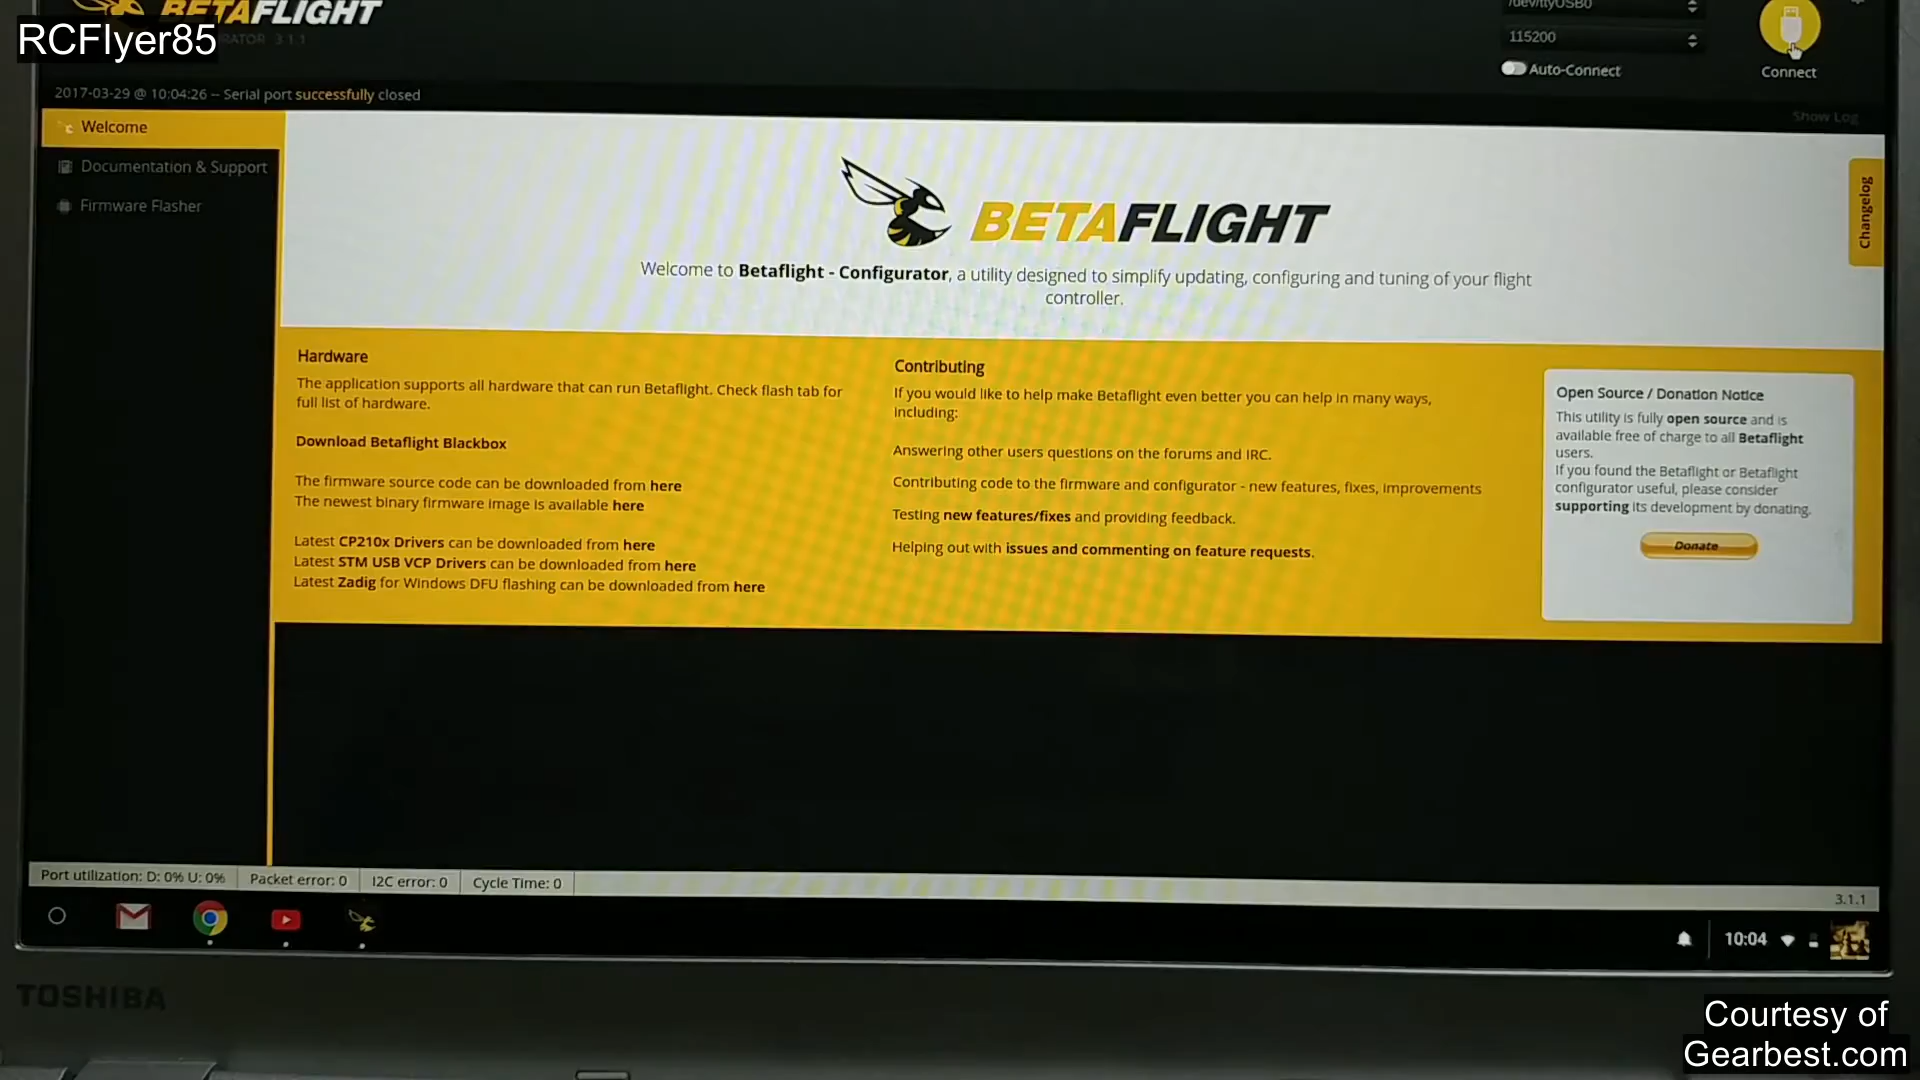 RCFlyer85
BETAFLIGHT
3.1.1
/dev/ttyUSB0
115200
Auto-Connect
Connect
2017-03-29 @ 10:04:26 -- Serial port successfully closed
Show Log
Welcome
Documentation & Support
Firmware Flasher
BETAFLIGHT
Changelog
Welcome to Betaflight - Configurator, a utility designed to simplify updating, configuring and tuning of your flight
controller.
Hardware
The application supports all hardware that can run Betaflight. Check flash tab for
full list of hardware.
Download Betaflight Blackbox
The firmware source code can be downloaded from here
The newest binary firmware image is available here
Latest CP210x Drivers can be downloaded from here
Latest STM USB VCP Drivers can be downloaded from here
Latest Zadig for Windows DFU flashing can be downloaded from here
Contributing
If you would like to help make Betaflight even better you can help in many ways,
including:
Answering other users questions on the forums and IRC.
Contributing code to the firmware and configurator - new features, fixes, improvements
Testing new features/fixes and providing feedback.
Helping out with issues and commenting on feature requests.
Open Source / Donation Notice
This utility is fully open source and is
available free of charge to all Betaflight
users.
If you found the Betaflight or Betaflight
configurator useful, please consider
supporting its development by donating.
Donate
Port utilization: D: 0% U: 0%
Packet error: 0
I2C error: 0
Cycle Time: 0
3.1.1
10:04
TOSHIBA
Courtesy of
Gearbest.com